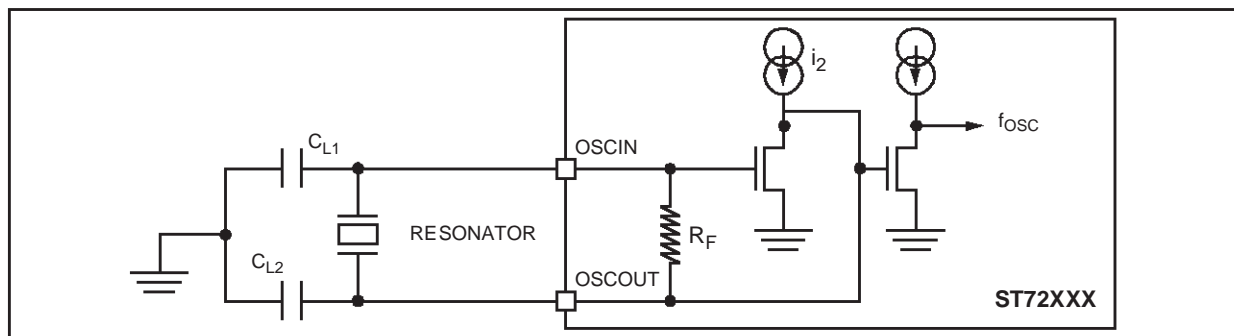 i2
fOSC
CL1
OSCIN
RESONATOR
RF
CL2
OSCOUT
ST72XXX